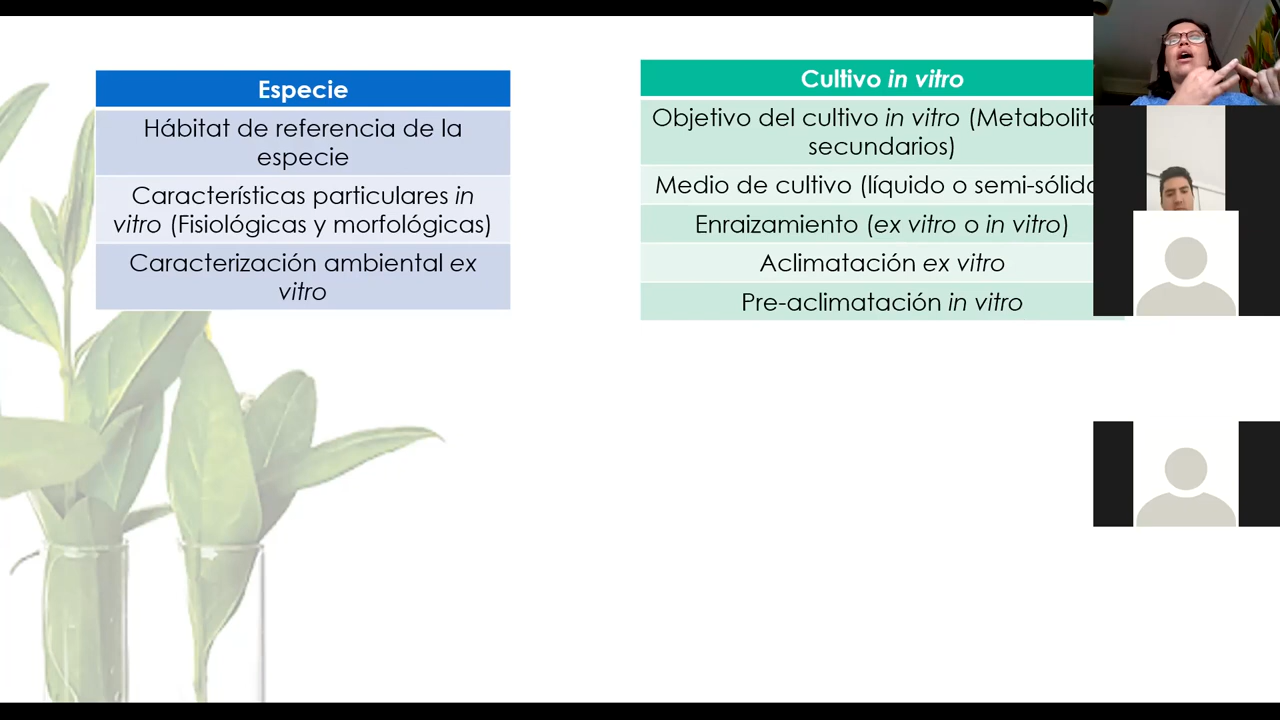 Especie
Hábitat de referencia de la
especie
Características particulares in
vitro (Fisiológicas y morfológicas)
Caracterización ambiental ex
vitro
Cultivo in vitro
Objetivo del cultivo in vitro (Metabolito
secundarios)
Medio de cultivo (líquido o semi-sólido
Enraizamiento (ex vitro o in vitro)
Aclimatación ex vitro
Pre-aclimatación in vitro